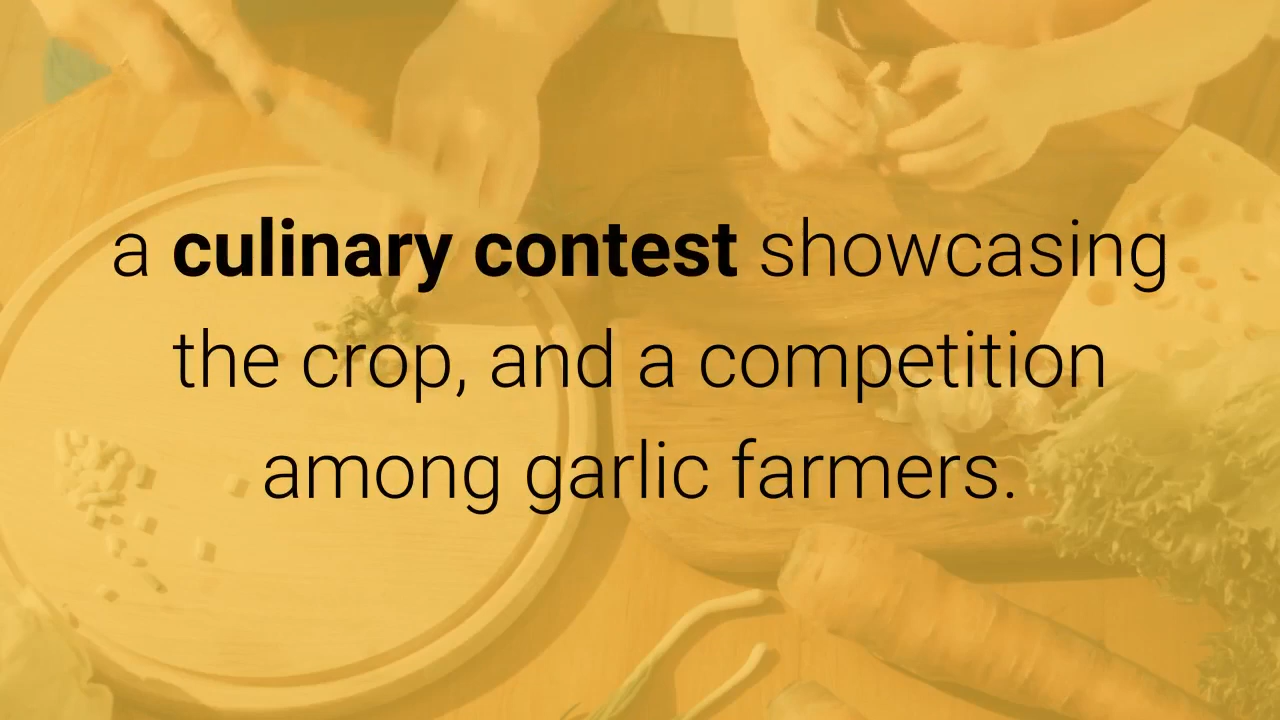 a culinary contest showcasing
the crop, and a competition
among garlic farmers.